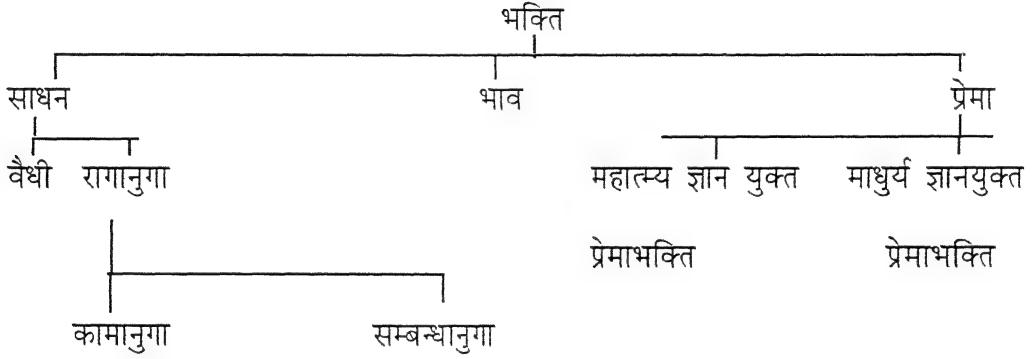 भक्ति
साधन भाव प्रेमा
वैधी रागानुगा महात्म्य ज्ञान युक्त माधुर्य ज्ञानयुक्त
प्रेमाभक्ति प्रेमाभक्ति
कामानुगा सम्बन्धानुगा